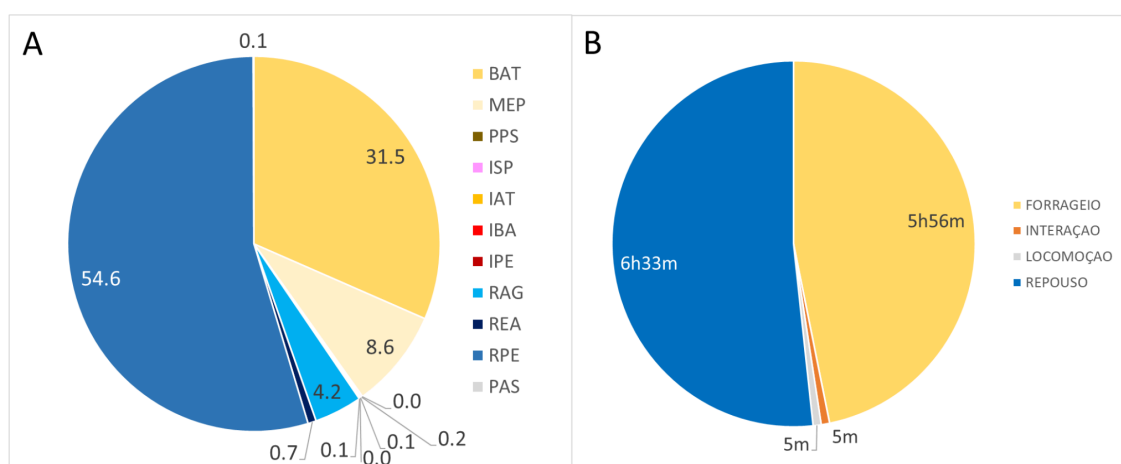 A
0.1
31.5
54.6
8.6
4.2
0.0
0.2
0.1
0.0
0.1
0.7
BAT
MEP
PPS
ISP
IAT
IBA
IPE
RAG
REA
RPE
PAS
B
5h56m
6h33m
5m
5m
FORRAGEIO
INTERAÇAO
LOCOMOÇAO
REPOUSO